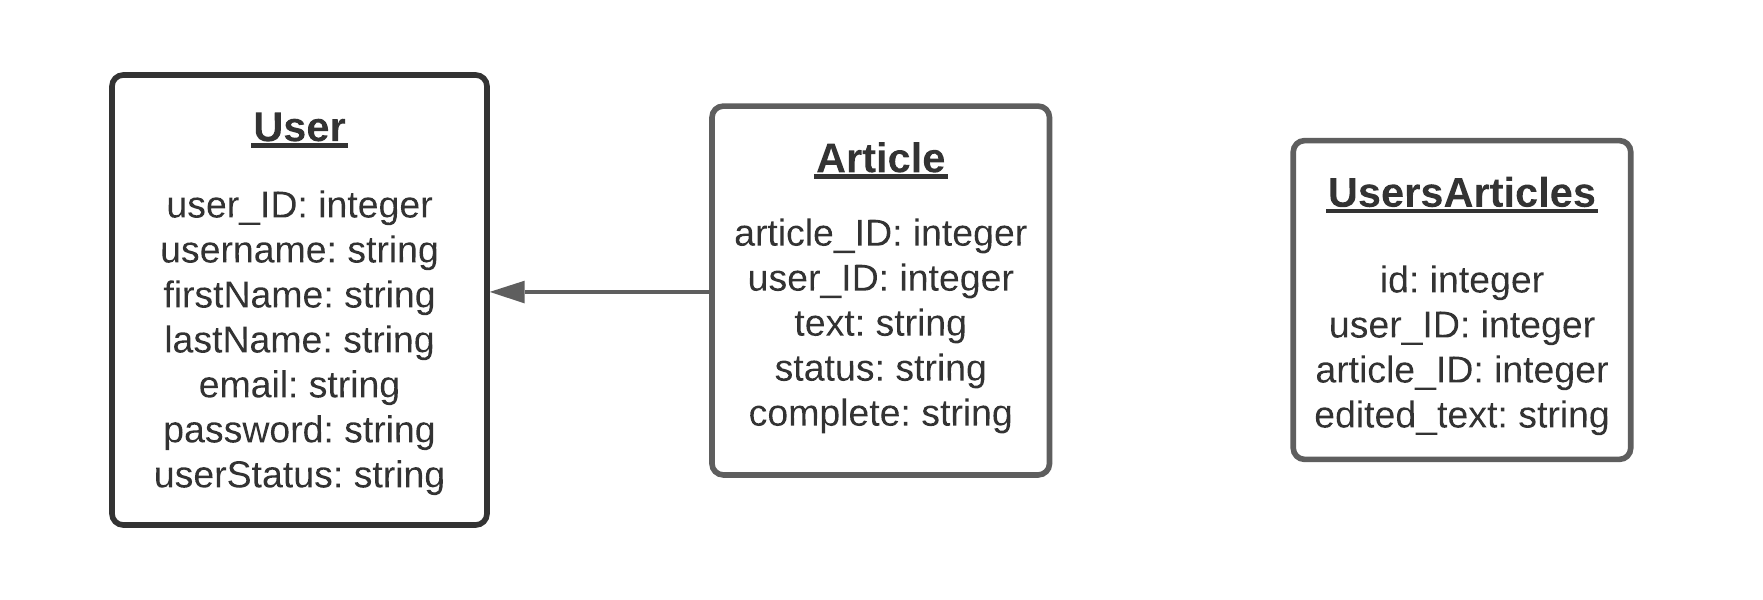 User
user_ID: integer
username: string
firstName: string
lastName: string
email: string
password: string
userStatus: string
Article
article_ID: integer
user_ID: integer
text: string
status: string
complete: string
UsersArticles
id: integer
user_ID: integer
article_ID: integer
edited_text: string